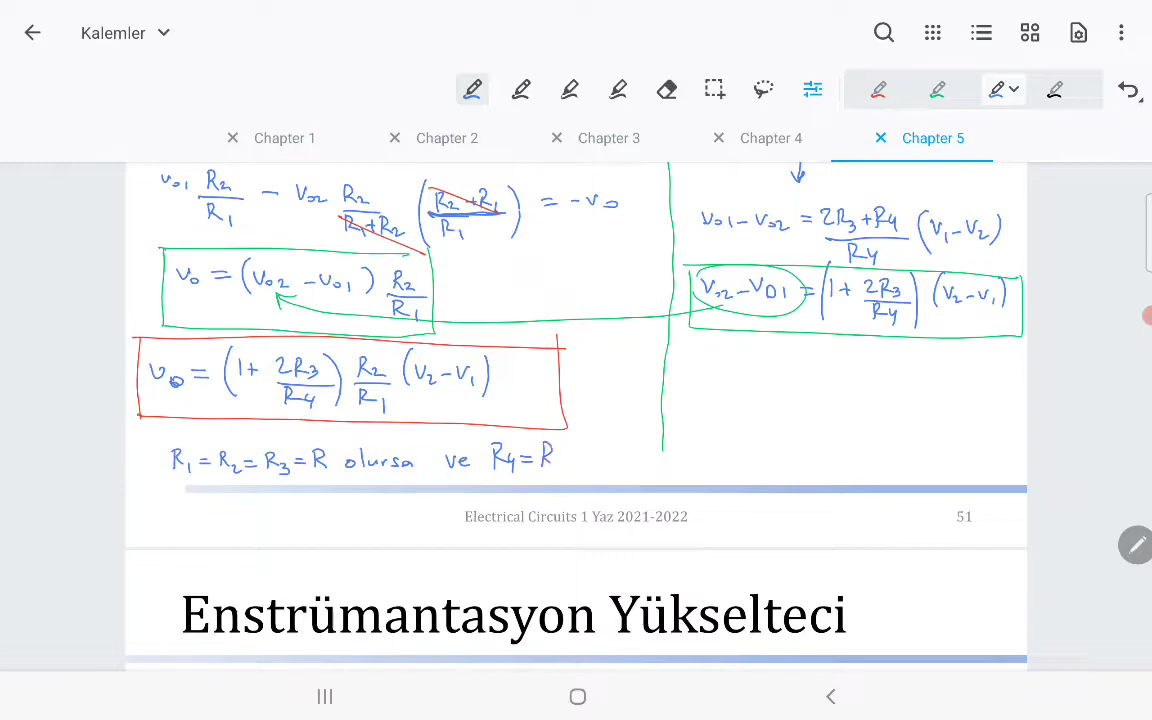 Kalemler
Chapter 1
Chapter 2
Chapter 3
Chapter 4
Chapter 5
v01 R2/R1 - v02 R2/(R1+R2) ((R2+R1)/R1) = -v0
v0 = (v02 - v01) R2/R1
v0 = (1+ 2R3/R4) R2/R1 (v2-v1)
R1=R2=R3=R olursa ve R4=R
v01-v02 = (2R3+R4)/R4 (v1-v2)
v02-v01 = (1+ 2R3/R4) (v2-v1)
Electrical Circuits 1 Yaz 2021-2022
51
Enstrümantasyon Yükselteci